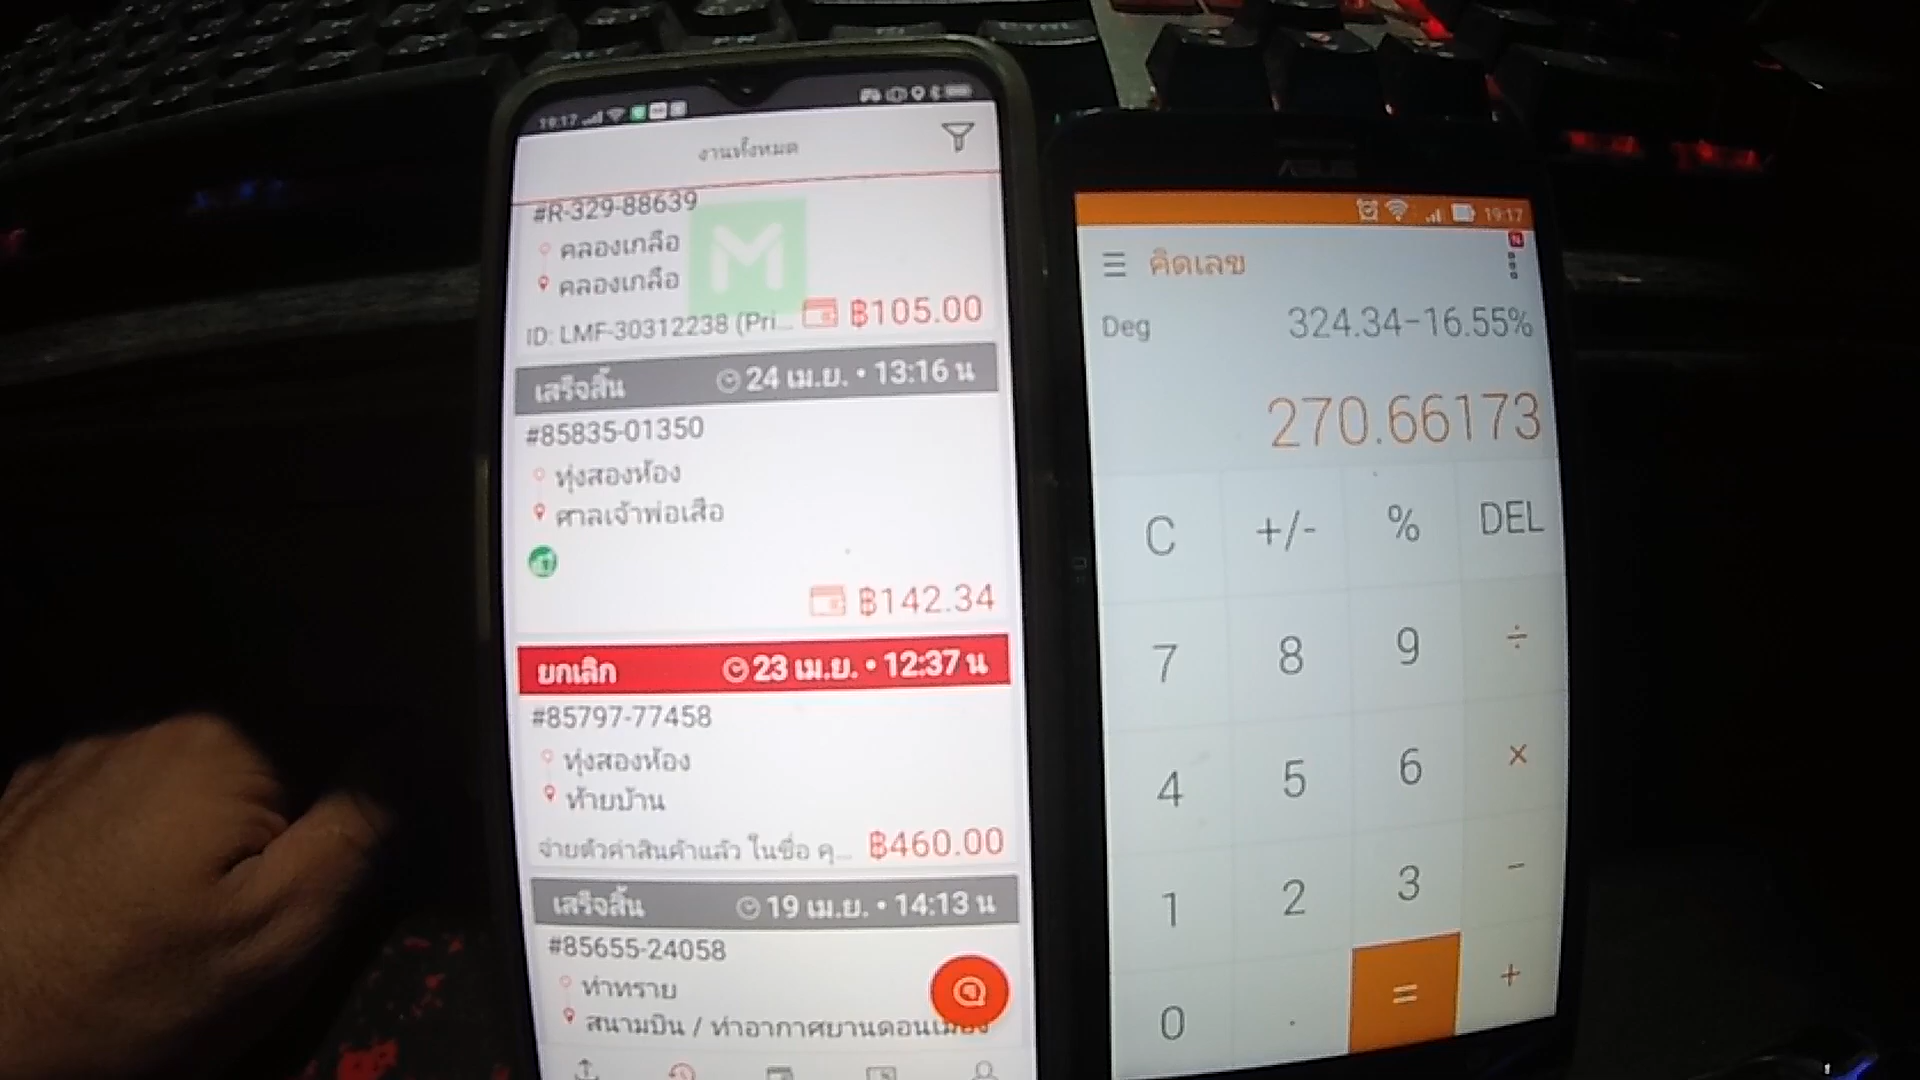 19:17
งานทั้งหมด
#R-329-88639
คลองเกลือ
คลองเกลือ
M
ID: LMF-30312238 (Pri... ฿105.00
เสร็จสิ้น 24 เม.ย. • 13:16 น
#85835-01350
ทุ่งสองห้อง
ศาลเจ้าพ่อเสือ
฿142.34
ยกเลิก 23 เม.ย. • 12:37 น
#85797-77458
ทุ่งสองห้อง
ท้ายบ้าน
จ่ายตัวค่าสินค้าแล้ว ในชื่อ คุ... ฿460.00
เสร็จสิ้น 19 เม.ย. • 14:13 น
#85655-24058
ท่าทราย
สนามบิน / ท่าอากาศยานดอนเมือง
ASUS
19:17
N
คิดเลข
Deg 324.34-16.55%
270.66173
C +/- % DEL
7 8 9 ÷
4 5 6 ×
1 2 3 -
0 . = +